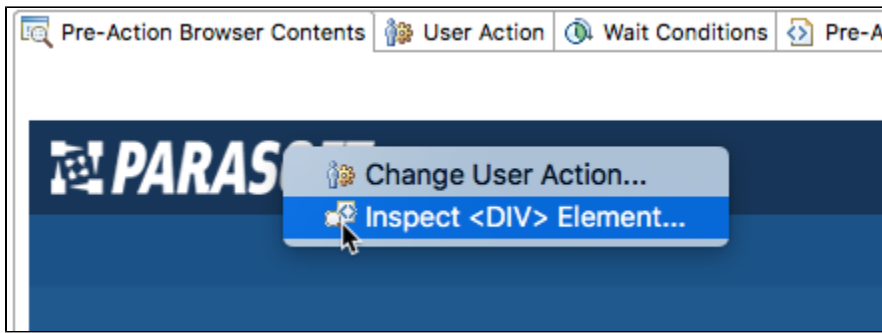 Pre-Action Browser Contents User Action Wait Conditions Pre-A
PARAS
Change User Action...
Inspect <DIV> Element...